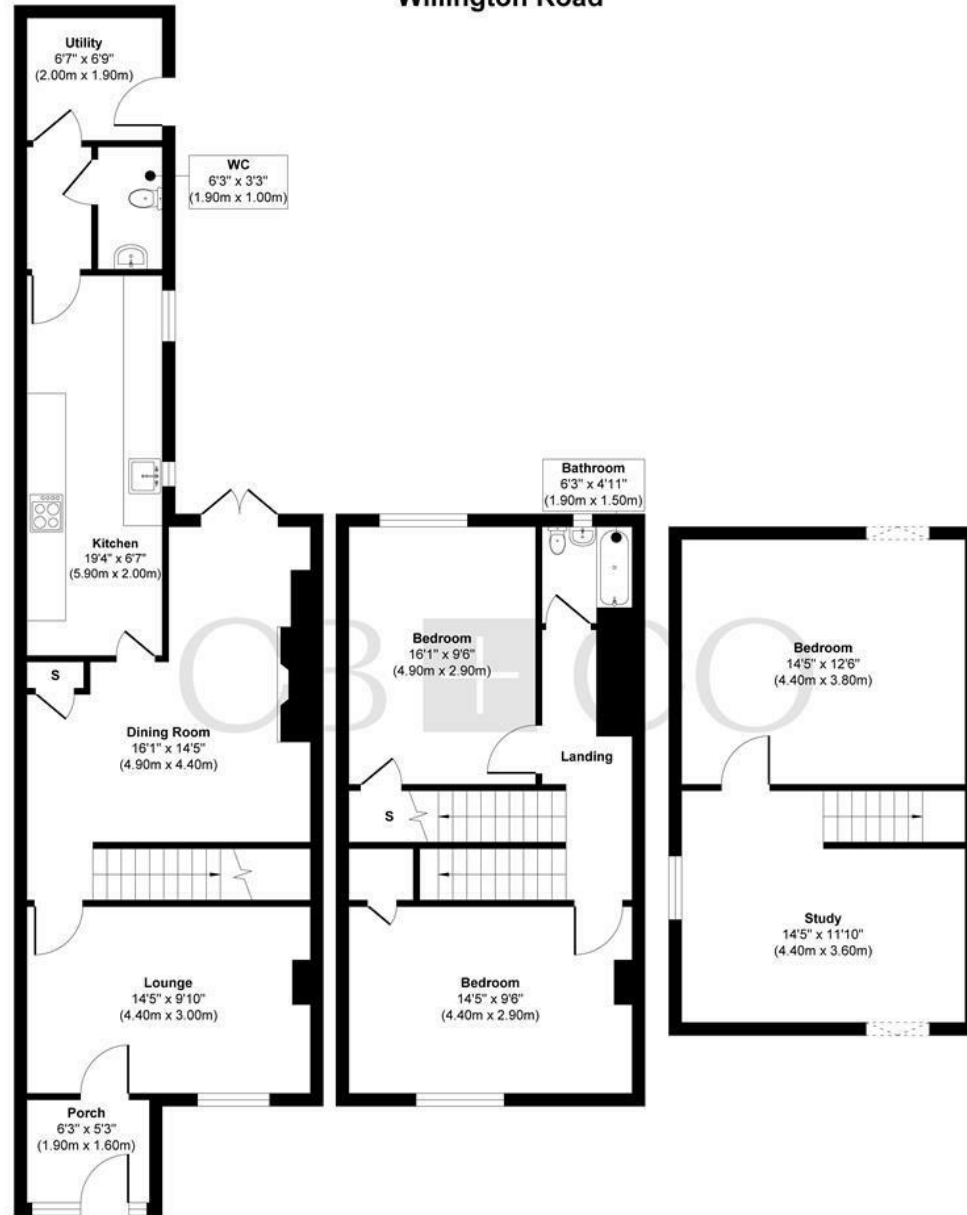 Willington Road
Utility
6'7" x 6'9"
(2.00m x 1.90m)
WC
6'3" x 3'3"
(1.90m x 1.00m)
Kitchen
19'4" x 6'7"
(5.90m x 2.00m)
S
Dining Room
16'1" x 14'5"
(4.90m x 4.40m)
Lounge
14'5" x 9'10"
(4.40m x 3.00m)
Porch
6'3" x 5'3"
(1.90m x 1.60m)
Bathroom
6'3" x 4'11"
(1.90m x 1.50m)
Bedroom
16'1" x 9'6"
(4.90m x 2.90m)
Landing
S
Bedroom
14'5" x 9'6"
(4.40m x 2.90m)
Bedroom
14'5" x 12'6"
(4.40m x 3.80m)
Study
14'5" x 11'10"
(4.40m x 3.60m)
OB + CO